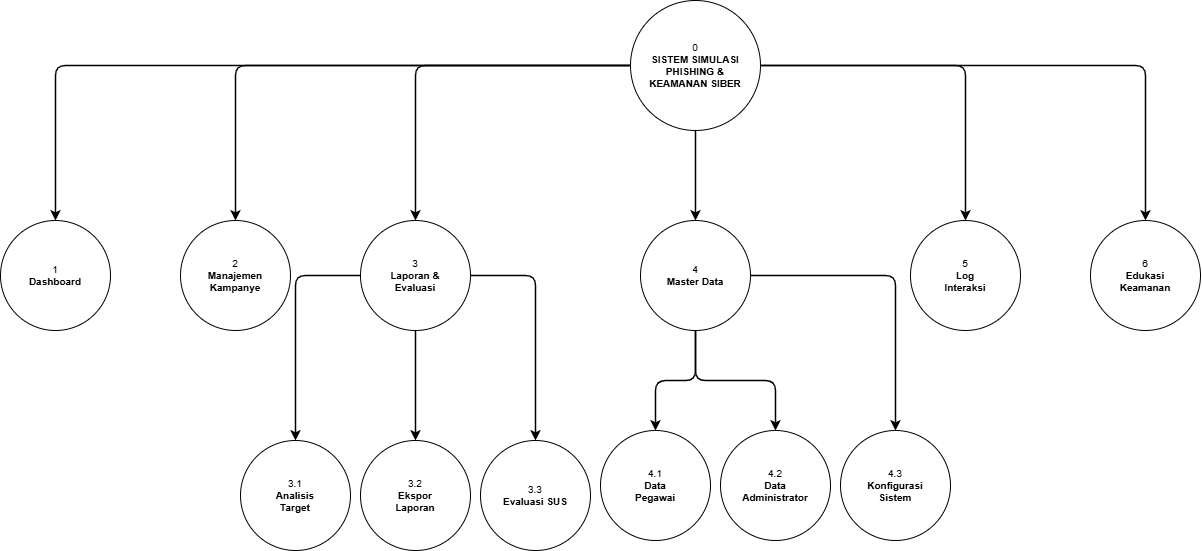 0
SISTEM SIMULASI
PHISHING &
KEAMANAN SIBER
1
Dashboard
2
Manajemen
Kampanye
3
Laporan &
Evaluasi
4
Master Data
5
Log
Interaksi
6
Edukasi
Keamanan
3.1
Analisis
Target
3.2
Ekspor
Laporan
3.3
Evaluasi SUS
4.1
Data
Pegawai
4.2
Data
Administrator
4.3
Konfigurasi
Sistem